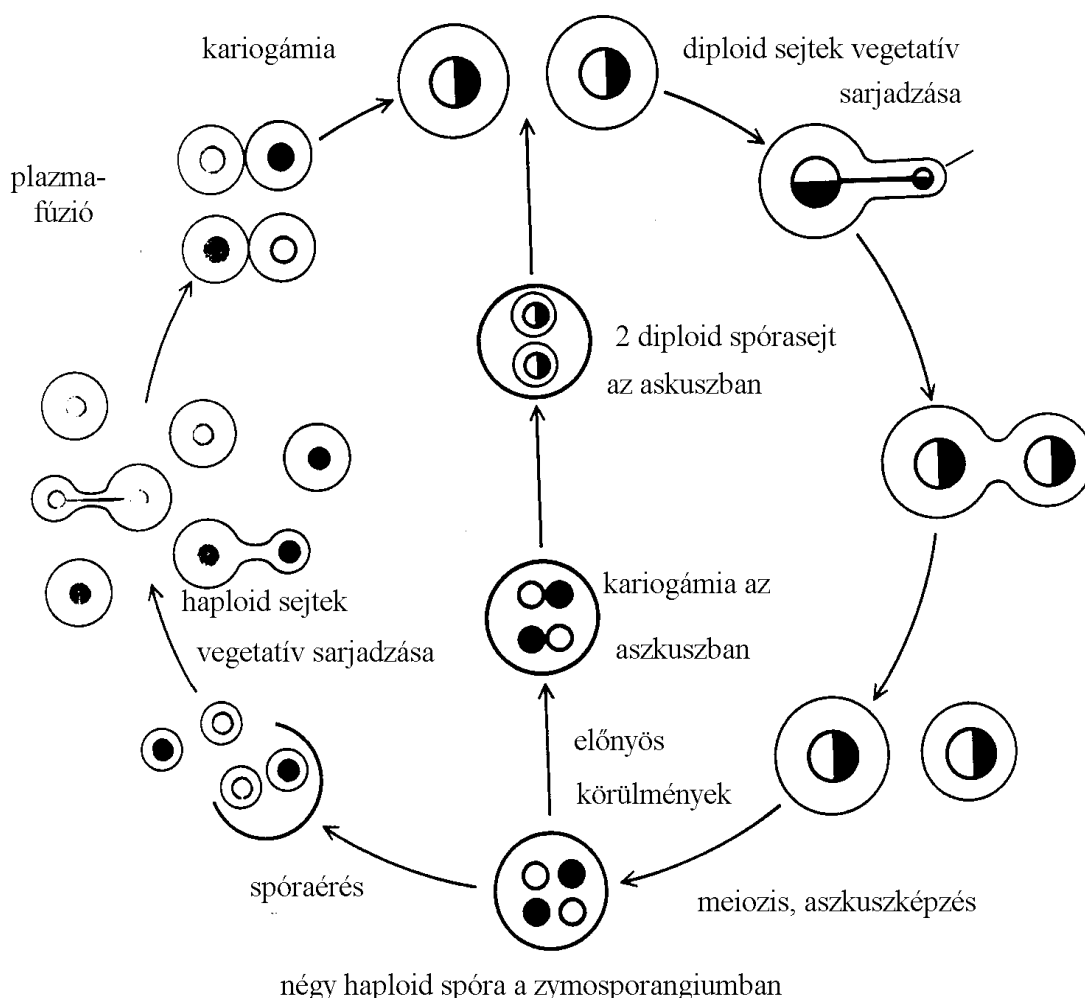 kariogámia
diploid sejtek vegetatív
sarjadzása
plazma-
fúzió
2 diploid spórasejt
az askuszban
haploid sejtek
vegetatív sarjadzása
kariogámia az
aszkuszban
előnyös
körülmények
spóraérés
meiozis, aszkuszképzés
négy haploid spóra a zymosporangiumban